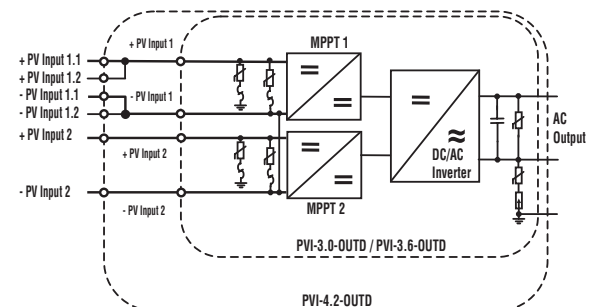 + PV Input 1
MPPT 1
+ PV Input 1.1
+ PV Input 1.2
- PV Input 1.1
- PV Input 1
- PV Input 1.2
AC
Output
+ PV Input 2
+ PV Input 2
DC/AC
Inverter
- PV Input 2
MPPT 2
- PV Input 2
PVI-3.0-OUTD / PVI-3.6-OUTD
PVI-4.2-OUTD